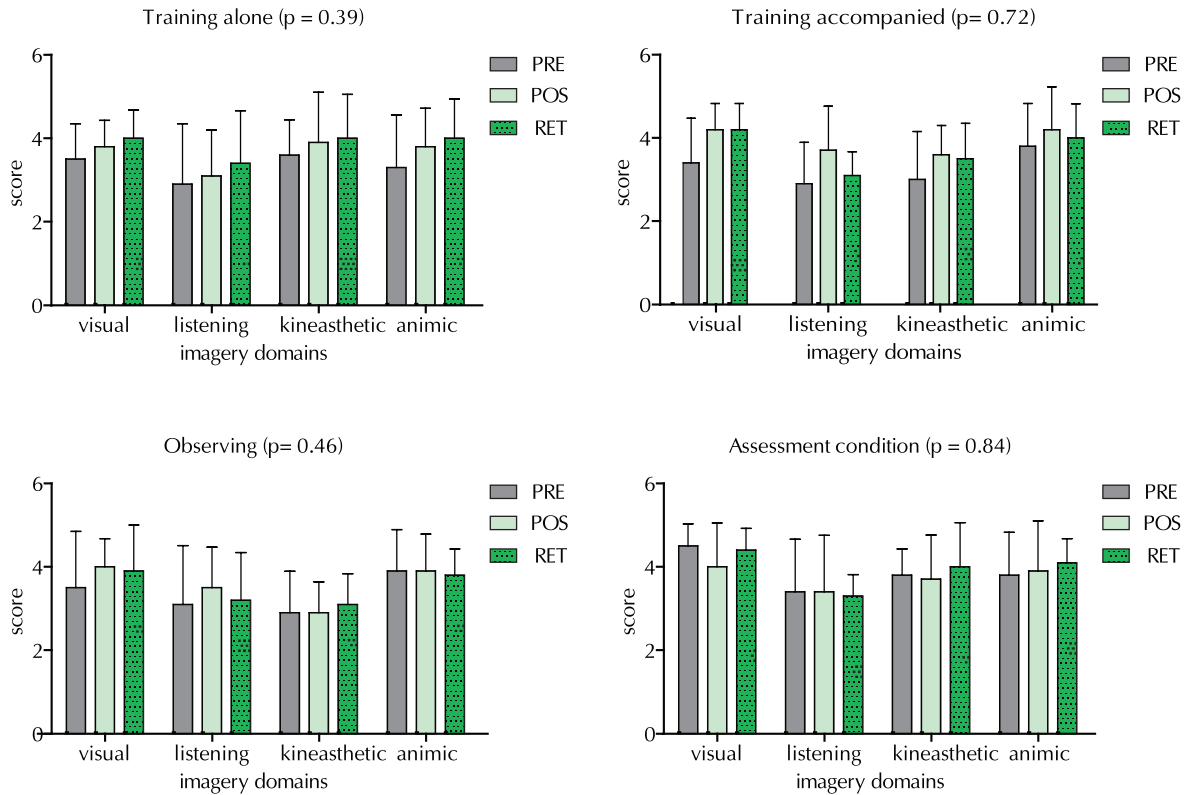 Training alone (p = 0.39)
6
4
2
0
score
visual
listening
kineasthetic
animic
imagery domains
PRE
POS
RET
Training accompanied (p= 0.72)
6
4
2
0
score
visual
listening
kineasthetic
animic
imagery domains
PRE
POS
RET
Observing (p= 0.46)
6
4
2
0
score
visual
listening
kineasthetic
animic
imagery domains
PRE
POS
RET
Assessment condition (p = 0.84)
6
4
2
0
score
visual
listening
kineasthetic
animic
imagery domains
PRE
POS
RET